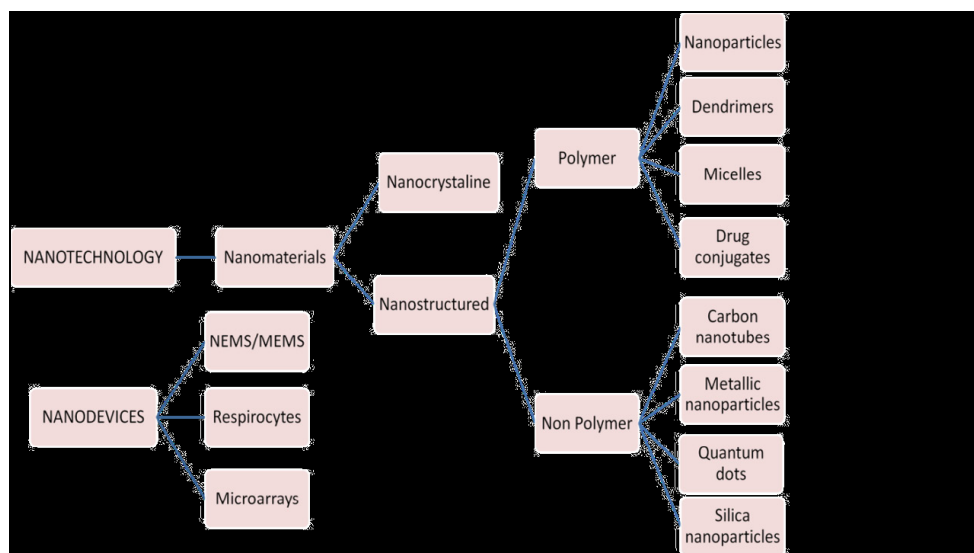 Nanoparticles
Dendrimers
Polymer
Micelles
Nanocrystaline
Drug
conjugates
NANOTECHNOLOGY
Nanomaterials
Nanostructured
Carbon
nanotubes
NEMS/MEMS
Metallic
nanoparticles
NANODEVICES
Respirocytes
Non Polymer
Quantum
dots
Microarrays
Silica
nanoparticles